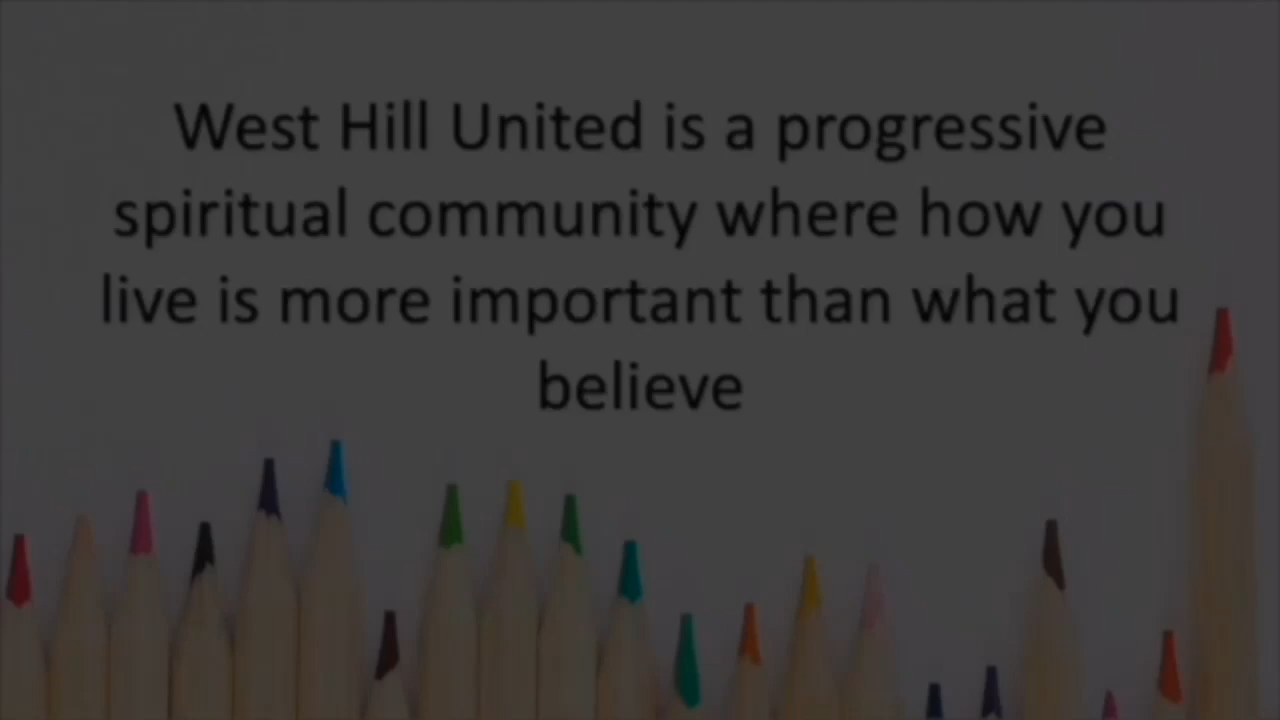 West Hill United is a progressive
spiritual community where how you
live is more important than what you
believe